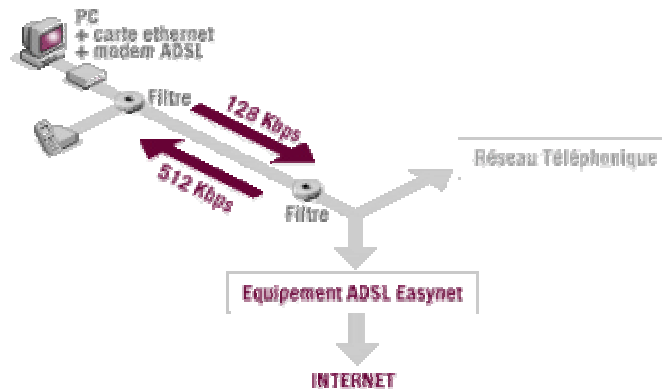 PC
+ carte ethernet
+ modem ADSL
Filtre
128 Kbps
512 Kbps
Filtre
Réseau Téléphonique
Equipement ADSL Easynet
INTERNET